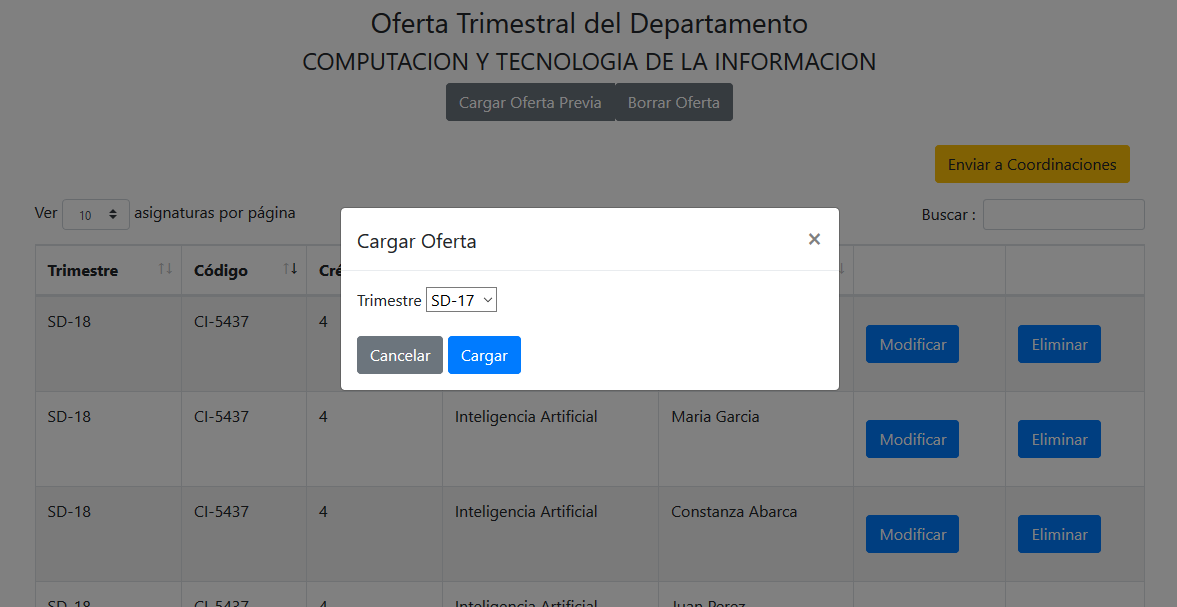 Oferta Trimestral del Departamento
COMPUTACION Y TECNOLOGIA DE LA INFORMACION
Cargar Oferta Previa Borrar Oferta
Enviar a Coordinaciones
Ver 10 asignaturas por página Buscar :
Cargar Oferta ×
Trimestre Código Cré
Trimestre SD-17
SD-18 CI-5437 4 Modificar Eliminar
Cancelar Cargar
SD-18 CI-5437 4 Inteligencia Artificial Maria Garcia Modificar Eliminar
SD-18 CI-5437 4 Inteligencia Artificial Constanza Abarca Modificar Eliminar
SD-18 CI-5437 4 Inteligencia Artificial Juan Perez